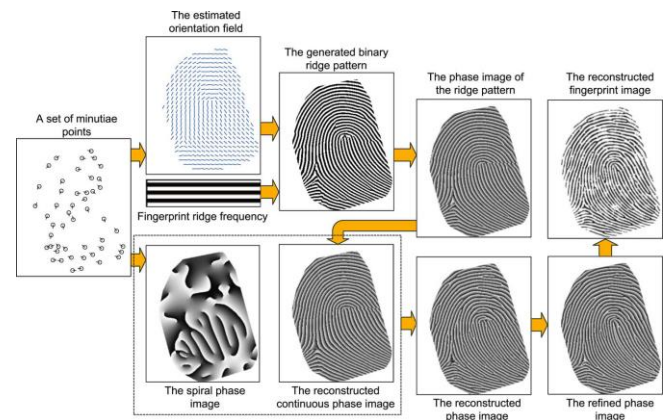 The estimated
orientation field
The generated binary
ridge pattern
The phase image of
the ridge pattern
The reconstructed
fingerprint image
A set of minutiae
points
Fingerprint ridge frequency
The spiral phase
image
The reconstructed
continuous phase image
The reconstructed
phase image
The refined phase
image